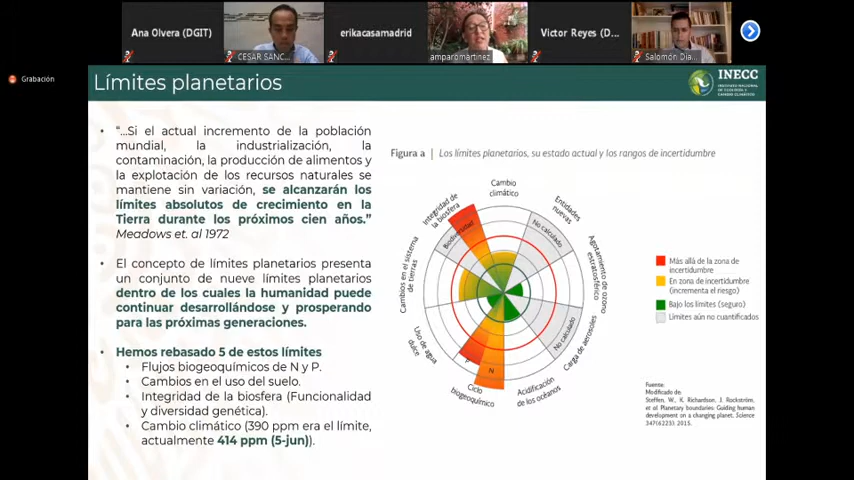 Ana Olvera (DGIT)
CESAR SANC...
erikacasamadrid
amparomartinez
Victor Reyes (D...
Salomón Día...
Grabación
Límites planetarios
INECC
INSTITUTO NACIONAL
DE ECOLOGÍA Y
CAMBIO CLIMÁTICO
• “...Si el actual incremento de la población
mundial, la industrialización, la
contaminación, la producción de alimentos y
la explotación de los recursos naturales se
mantiene sin variación, se alcanzarán los
límites absolutos de crecimiento en la
Tierra durante los próximos cien años.”
Meadows et. al 1972
• El concepto de límites planetarios presenta
un conjunto de nueve límites planetarios
dentro de los cuales la humanidad puede
continuar desarrollándose y prosperando
para las próximas generaciones.
• Hemos rebasado 5 de estos límites
• Flujos biogeoquímicos de N y P.
• Cambios en el uso del suelo.
• Integridad de la biosfera (Funcionalidad
y diversidad genética).
• Cambio climático (390 ppm era el límite,
actualmente 414 ppm (5-jun)).
Figura a | Los límites planetarios, su estado actual y los rangos de incertidumbre
Cambio
climático
Entidades
nuevas
Agotamiento de ozono
estratosférico
Carga de aerosoles
Acidificación
de los océanos
Ciclo
biogeoquímico
Uso de agua
dulce
Cambios en el sistema
de tierras
Integridad de
la biosfera
Biodiversidad
No calculado
No calculado
P
N
Más allá de la zona de
incertidumbre
En zona de incertidumbre
(incrementa el riesgo)
Bajo los límites (seguro)
Límites aún no cuantificados
Fuente:
Modificado de:
Steffen, W., K. Richardson, J. Rockström,
et al Planetary boundaries: Guiding human
development on a changing planet. Science
347(6223). 2015.